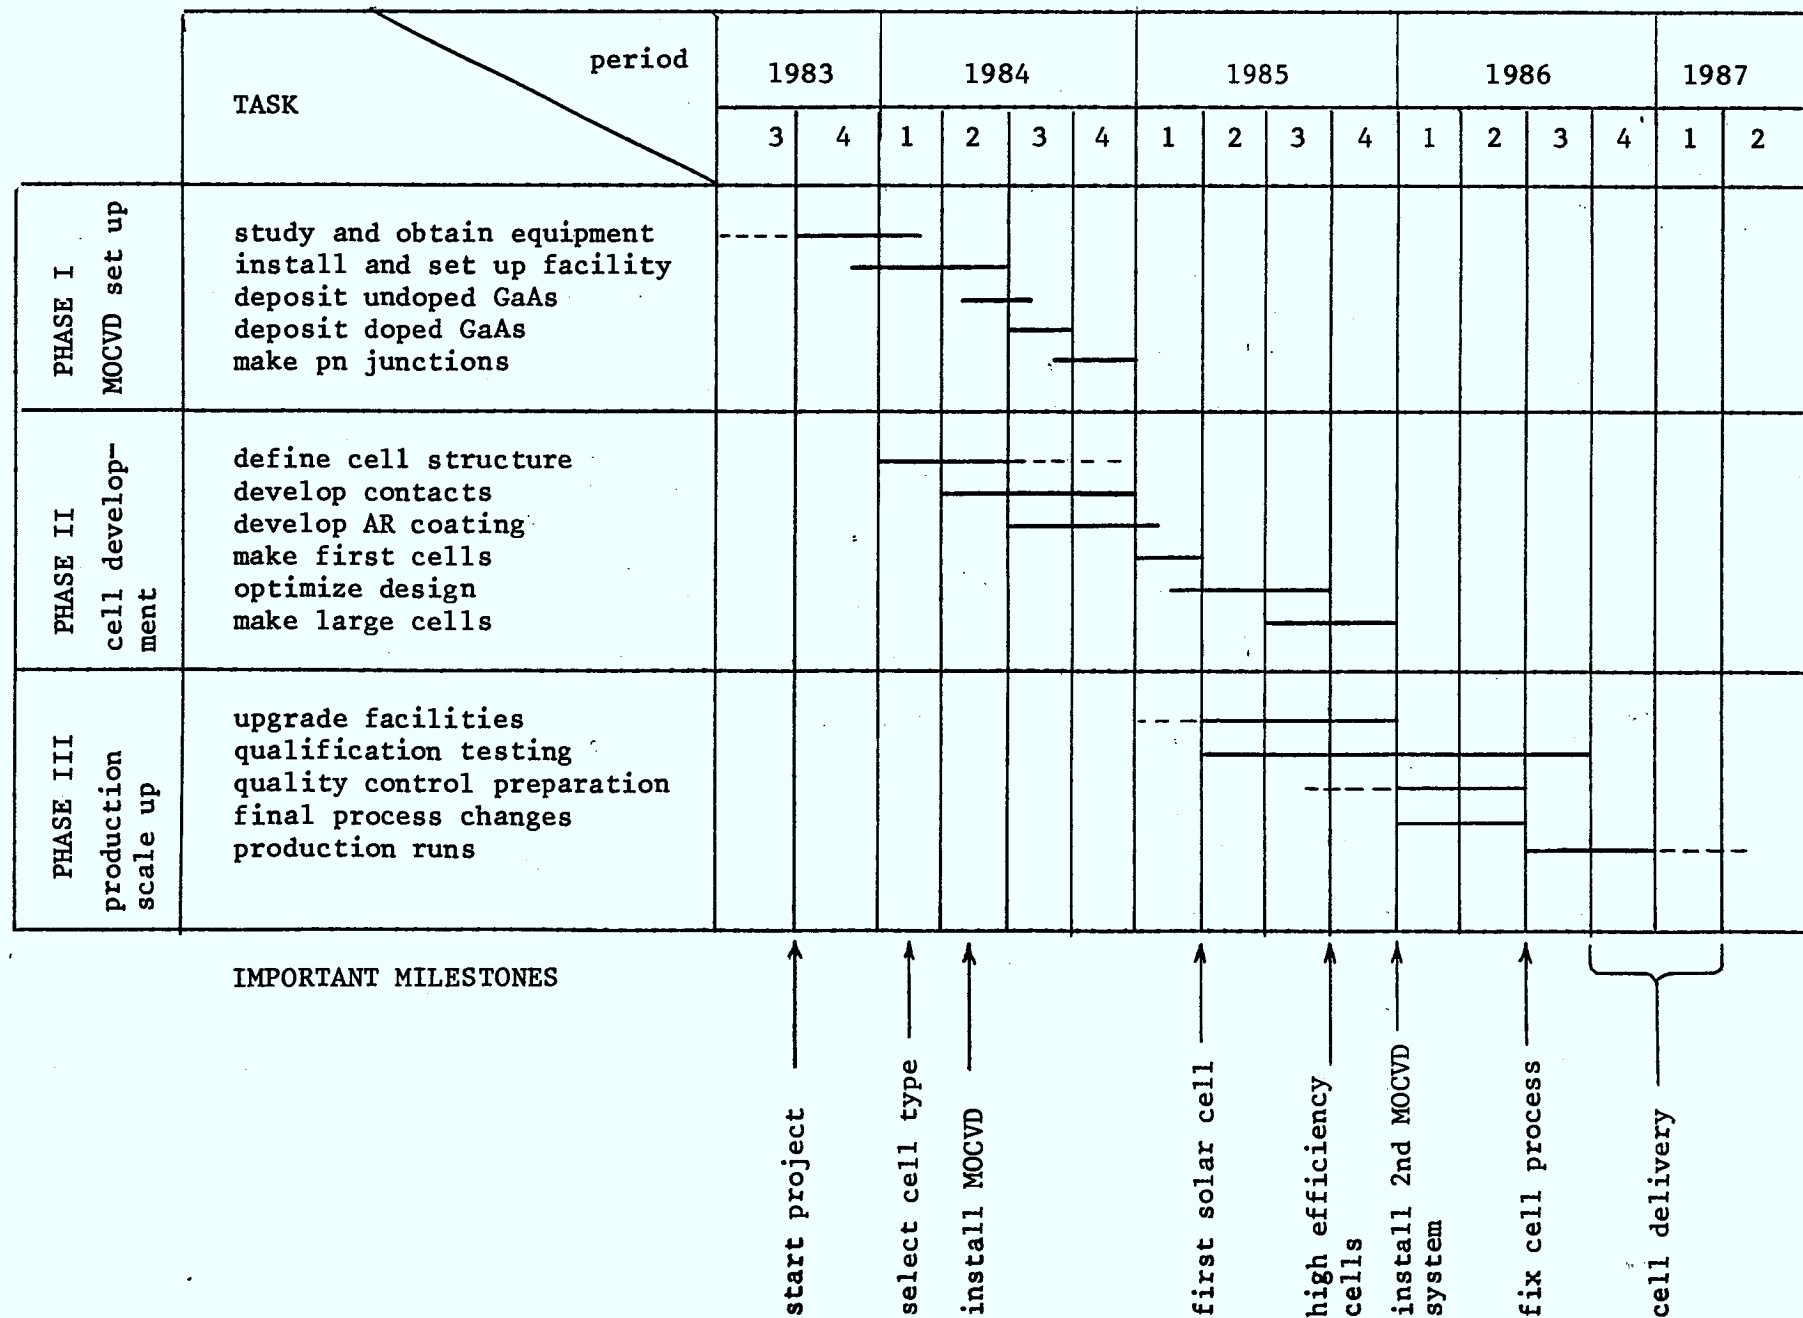 period
TASK
1983 1984 1985 1986 1987
3 4 1 2 3 4 1 2 3 4 1 2 3 4 1 2
PHASE I
MOCVD set up
study and obtain equipment
install and set up facility
deposit undoped GaAs
deposit doped GaAs
make pn junctions
PHASE II
cell develop-
ment
define cell structure
develop contacts
develop AR coating
make first cells
optimize design
make large cells
PHASE III
production
scale up
upgrade facilities
qualification testing
quality control preparation
final process changes
production runs
IMPORTANT MILESTONES
start project
select cell type
install MOCVD
first solar cell
high efficiency
cells
install 2nd MOCVD
system
fix cell process
cell delivery